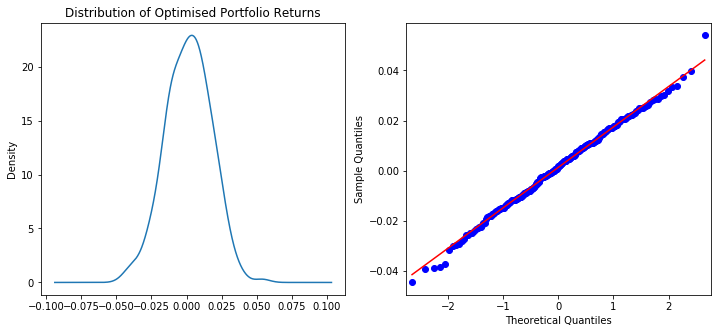 Distribution of Optimised Portfolio Returns
Density
20
15
10
5
0
−0.100−0.075−0.050−0.025 0.000 0.025 0.050 0.075 0.100
Sample Quantiles
0.04
0.02
0.00
−0.02
−0.04
−2 −1 0 1 2
Theoretical Quantiles